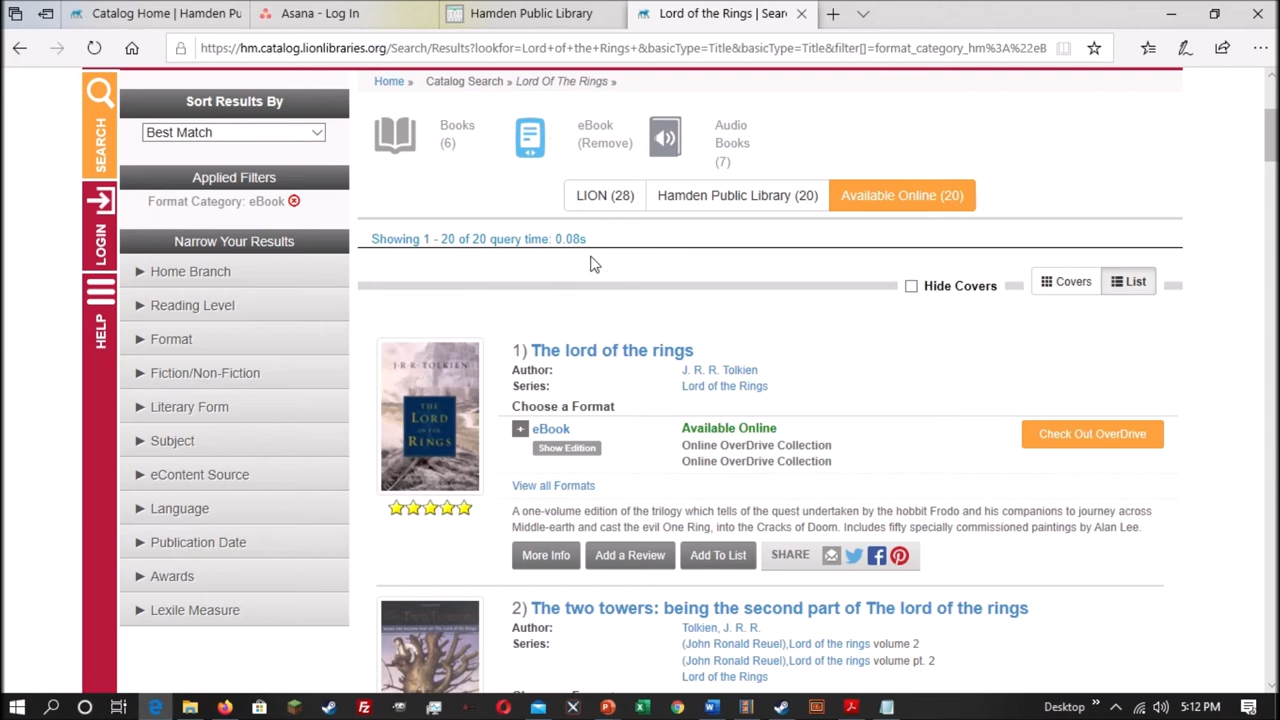 Catalog Home | Hamden Pu
Asana - Log In
Hamden Public Library
Lord of the Rings | Sear
https://hm.catalog.lionlibraries.org/Search/Results?lookfor=Lord+of+the+Rings+&basicType=Title&basicType=Title&filter[]=format_category_hm%3A%22eB
Home » Catalog Search » Lord Of The Rings »
SEARCH
LOGIN
HELP
Sort Results By
Best Match
Applied Filters
Format Category: eBook
Narrow Your Results
Home Branch
Reading Level
Format
Fiction/Non-Fiction
Literary Form
Subject
eContent Source
Language
Publication Date
Awards
Lexile Measure
Books
(6)
eBook
(Remove)
Audio
Books
(7)
LION (28)
Hamden Public Library (20)
Available Online (20)
Showing 1 - 20 of 20 query time: 0.08s
Hide Covers
Covers
List
J·R·R·TOLKIEN
THE
LORD
OF THE
RINGS
1) The lord of the rings
Author: J. R. R. Tolkien
Series: Lord of the Rings
Choose a Format
+ eBook
Show Edition
Available Online
Online OverDrive Collection
Online OverDrive Collection
Check Out OverDrive
View all Formats
A one-volume edition of the trilogy which tells of the quest undertaken by the hobbit Frodo and his companions to journey across
Middle-earth and cast the evil One Ring, into the Cracks of Doom. Includes fifty specially commissioned paintings by Alan Lee.
More Info
Add a Review
Add To List
SHARE
2) The two towers: being the second part of The lord of the rings
Author: Tolkien, J. R. R.
Series: (John Ronald Reuel),Lord of the rings volume 2
(John Ronald Reuel),Lord of the rings volume pt. 2
Lord of the Rings
Desktop
5:12 PM